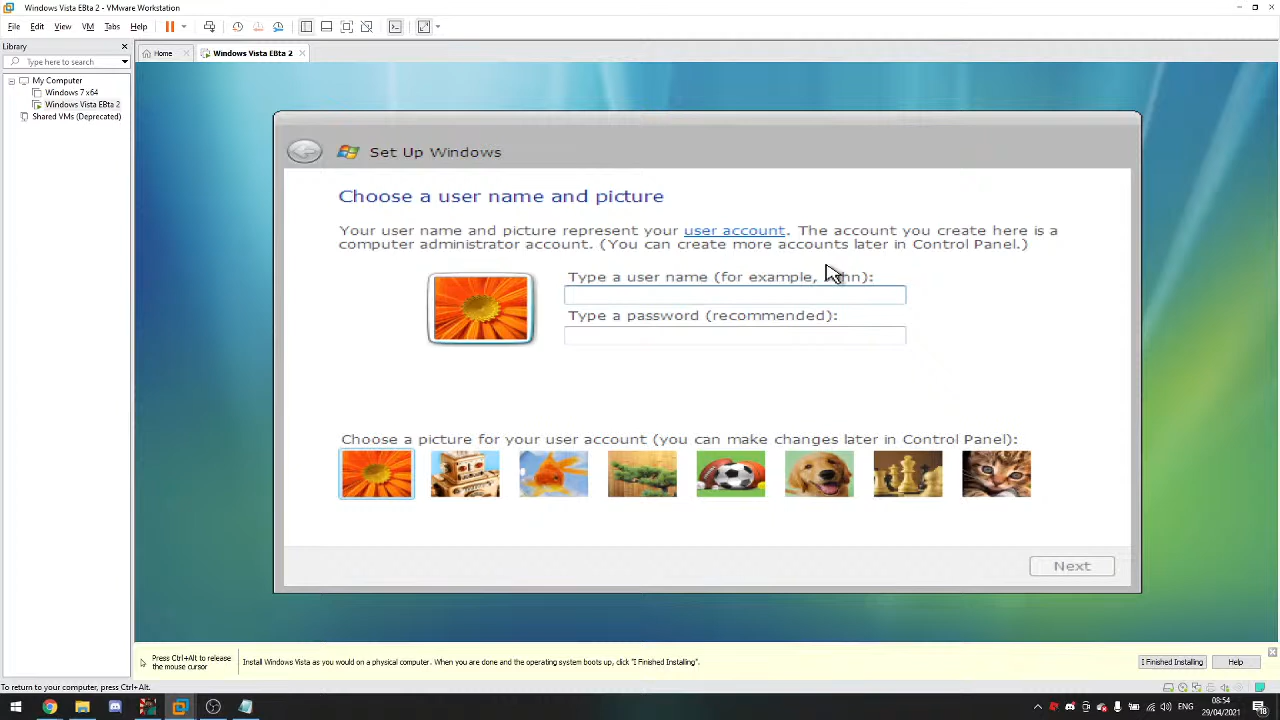 Windows Vista EBta 2 - VMware Workstation
File Edit View VM Tabs Help
Library
Type here to search
My Computer
Windows 7 x64
Windows Vista EBta 2
Shared VMs (Deprecated)
Home
Windows Vista EBta 2
Set Up Windows
Choose a user name and picture
Your user name and picture represent your user account. The account you create here is a
computer administrator account. (You can create more accounts later in Control Panel.)
Type a user name (for example, John):
Type a password (recommended):
Choose a picture for your user account (you can make changes later in Control Panel):
Next
Press Ctrl+Alt to release
the mouse cursor
Install Windows Vista as you would on a physical computer. When you are done and the operating system boots up, click "I Finished Installing".
I Finished Installing
Help
To return to your computer, press Ctrl+Alt.
ENG
08:54
29/04/2021